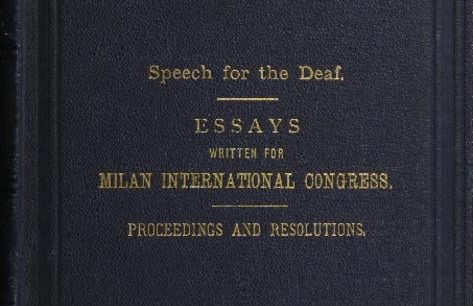 Speech for the Deaf.
ESSAYS
WRITTEN FOR
MILAN INTERNATIONAL CONGRESS.
PROCEEDINGS AND RESOLUTIONS.